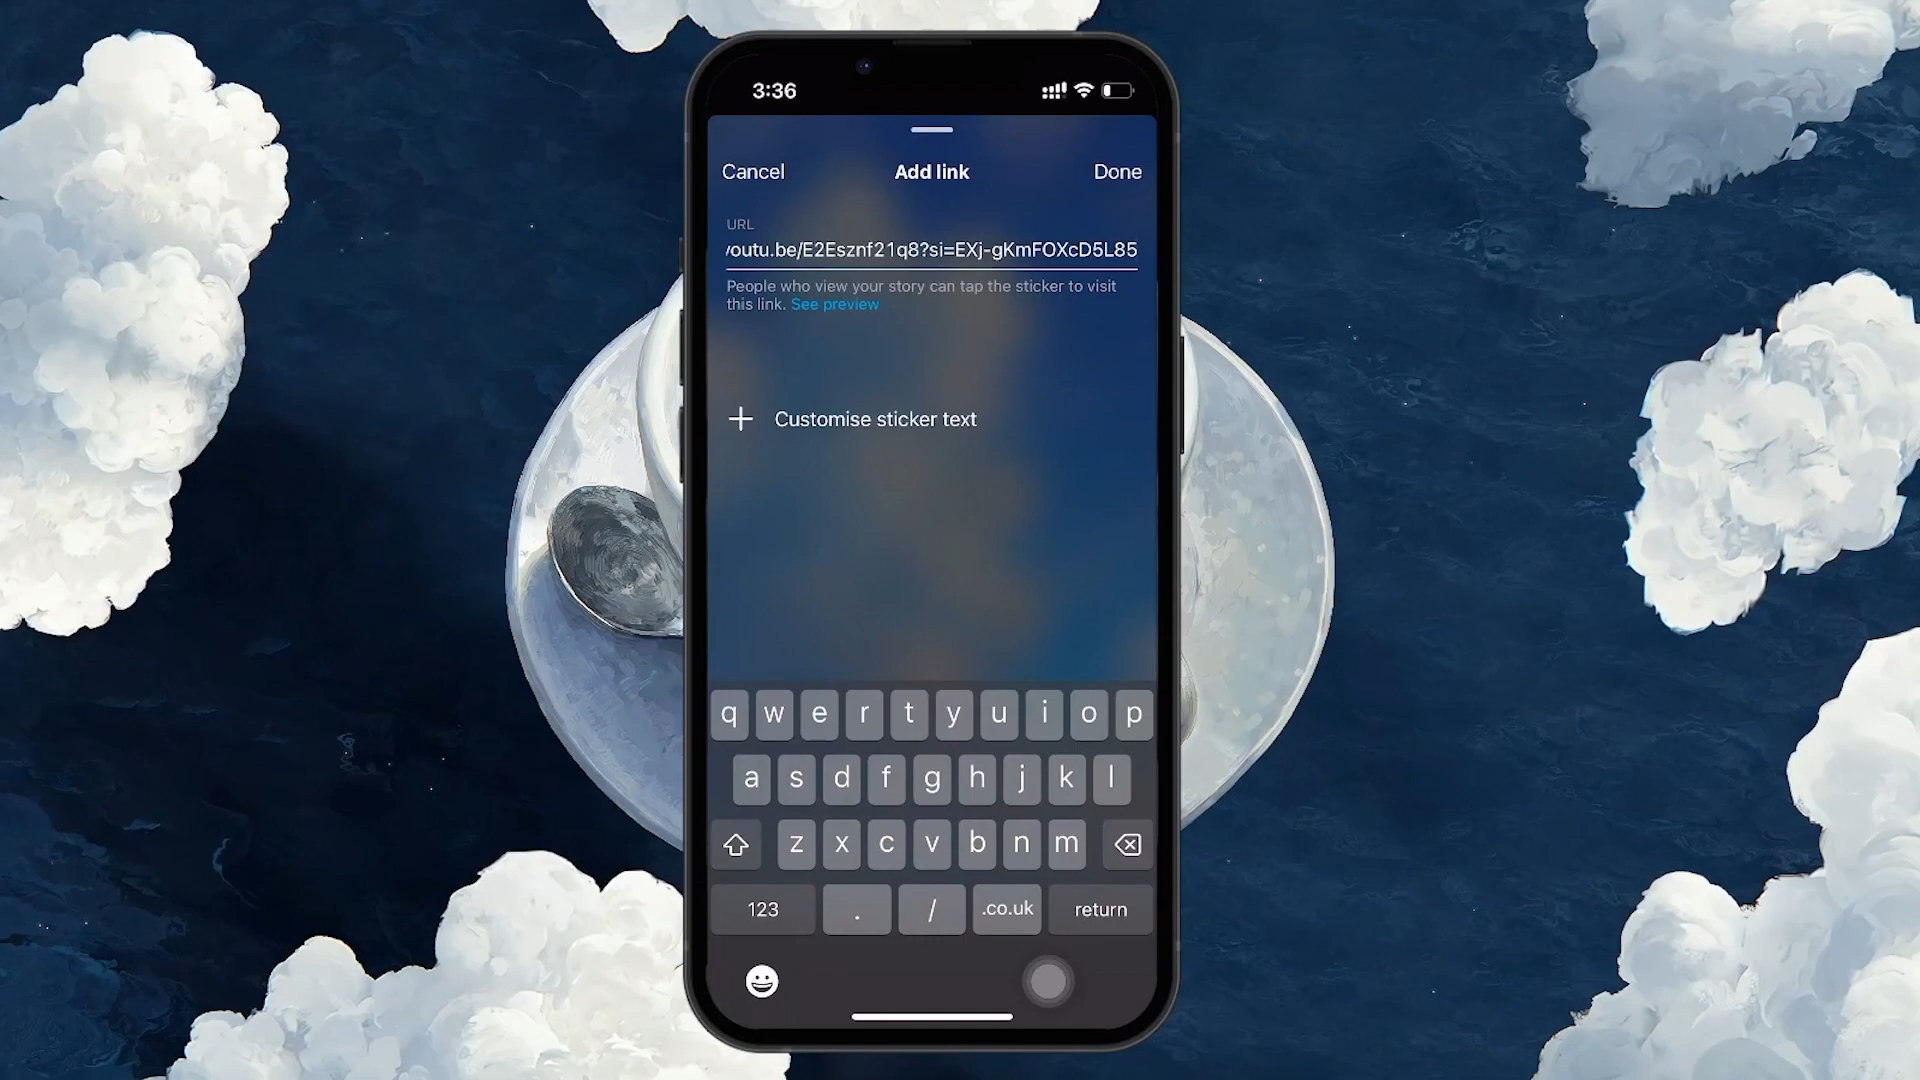 3:36
Cancel
Add link
Done
URL
youtu.be/E2Esznf21q8?si=EXj-gKmFOXcD5L85
People who view your story can tap the sticker to visit
this link. See preview
+ Customise sticker text
q w e r t y u i o p
a s d f g h j k l
z x c v b n m
123 . / .co.uk return